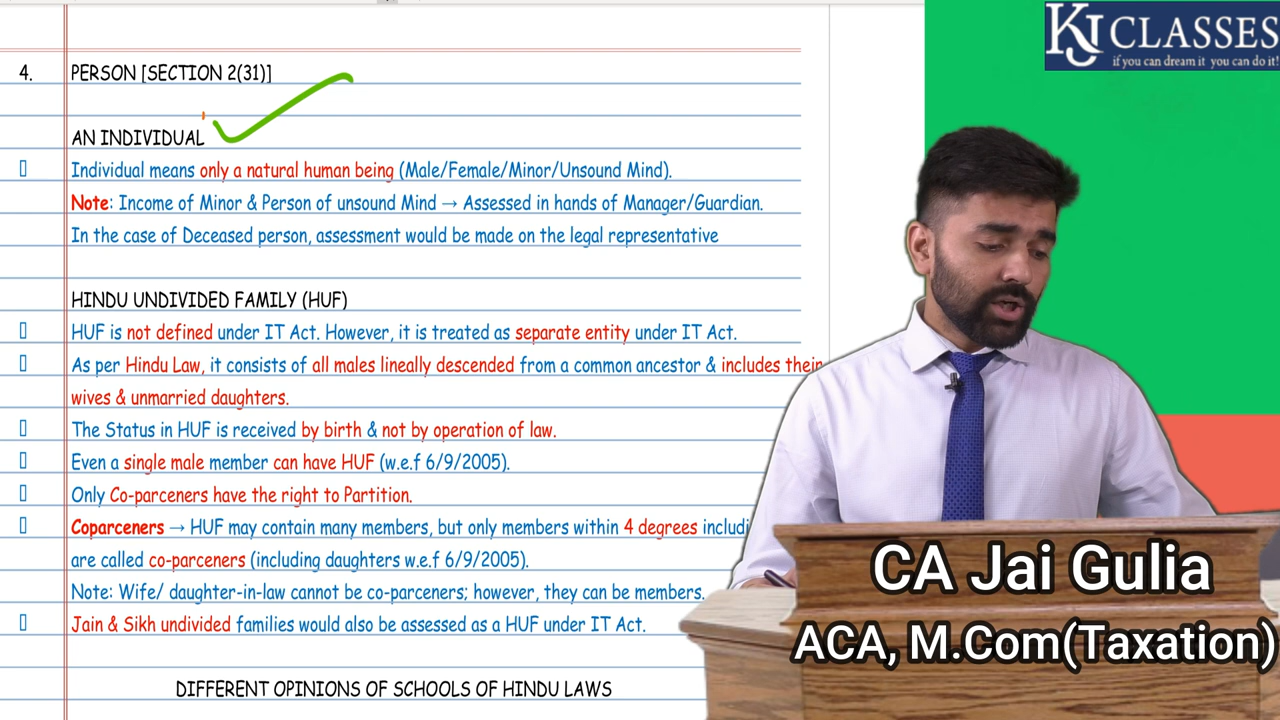 4. PERSON [SECTION 2(31)]
AN INDIVIDUAL
Individual means only a natural human being (Male/Female/Minor/Unsound Mind).
Note: Income of Minor & Person of unsound Mind → Assessed in hands of Manager/Guardian.
In the case of Deceased person, assessment would be made on the legal representative
HINDU UNDIVIDED FAMILY (HUF)
HUF is not defined under IT Act. However, it is treated as separate entity under IT Act.
As per Hindu Law, it consists of all males lineally descended from a common ancestor & includes their
wives & unmarried daughters.
The Status in HUF is received by birth & not by operation of law.
Even a single male member can have HUF (w.e.f 6/9/2005).
Only Co-parceners have the right to Partition.
Coparceners → HUF may contain many members, but only members within 4 degrees includi
are called co-parceners (including daughters w.e.f 6/9/2005).
Note: Wife/ daughter-in-law cannot be co-parceners; however, they can be members.
Jain & Sikh undivided families would also be assessed as a HUF under IT Act.
DIFFERENT OPINIONS OF SCHOOLS OF HINDU LAWS
KJ CLASSES
if you can dream it you can do it!
CA Jai Gulia
ACA, M.Com(Taxation)